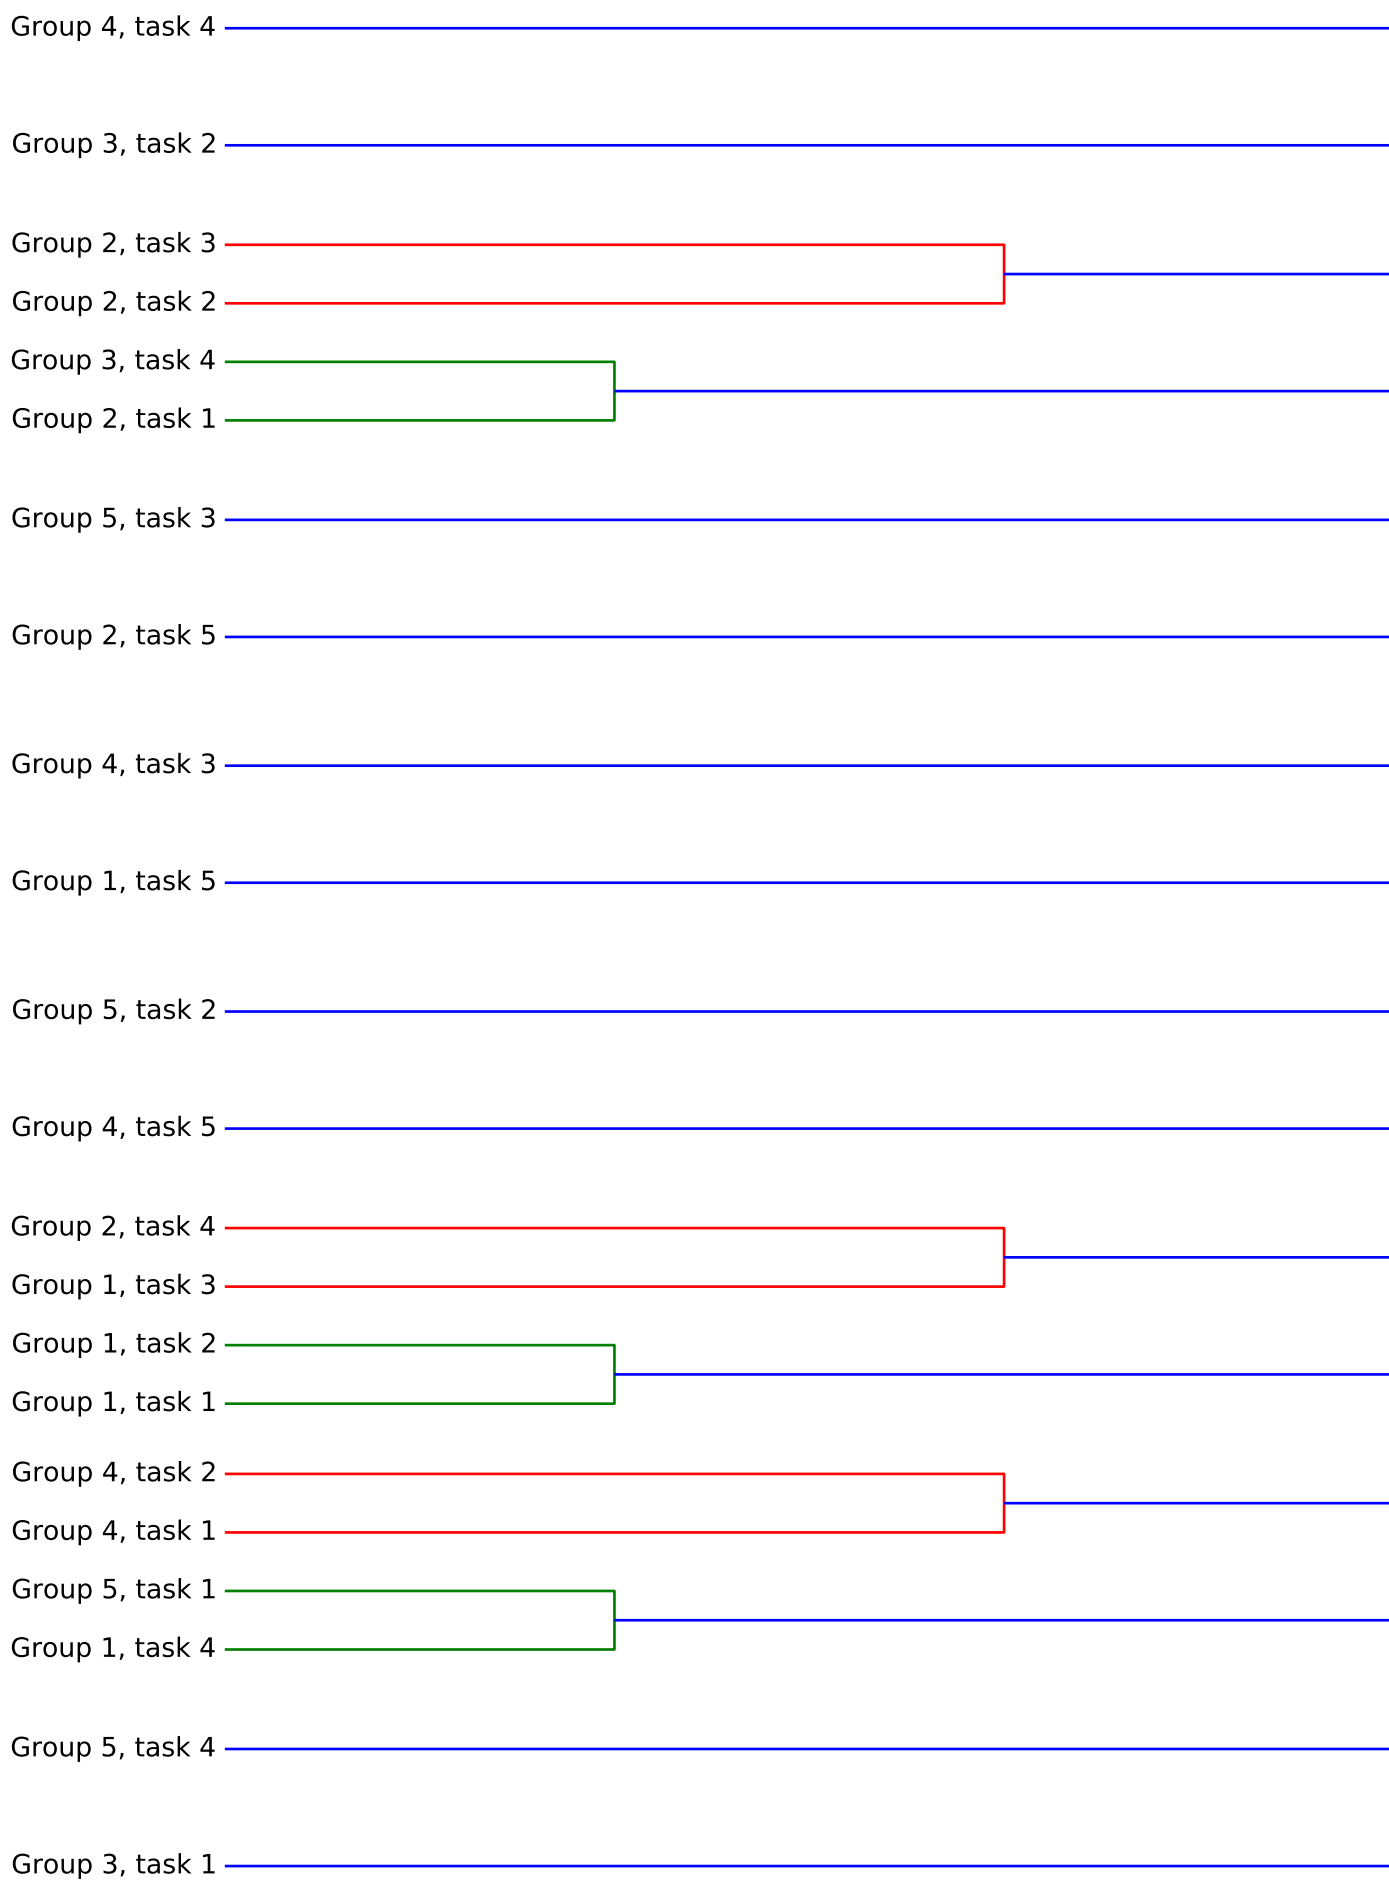 Group 4, task 4
Group 3, task 2
Group 2, task 3
Group 2, task 2
Group 3, task 4
Group 2, task 1
Group 5, task 3
Group 2, task 5
Group 4, task 3
Group 1, task 5
Group 5, task 2
Group 4, task 5
Group 2, task 4
Group 1, task 3
Group 1, task 2
Group 1, task 1
Group 4, task 2
Group 4, task 1
Group 5, task 1
Group 1, task 4
Group 5, task 4
Group 3, task 1